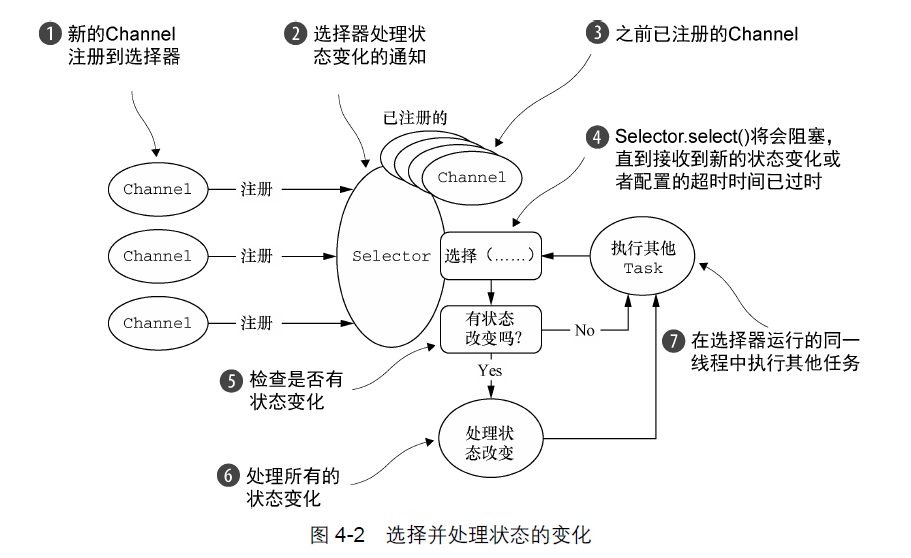 1 新的Channel
注册到选择器
2 选择器处理状
态变化的通知
3 之前已注册的Channel
已注册的
4 Selector.select()将会阻塞，
直到接收到新的状态变化或
者配置的超时时间已过时
Channel
Channel 注册
Channel 注册
Channel 注册
Selector
选择（……）
执行其他
Task
有状态
改变吗？
No
Yes
5 检查是否有
状态变化
7 在选择器运行的同一
线程中执行其他任务
处理状
态改变
6 处理所有的
状态变化
图 4-2 选择并处理状态的变化